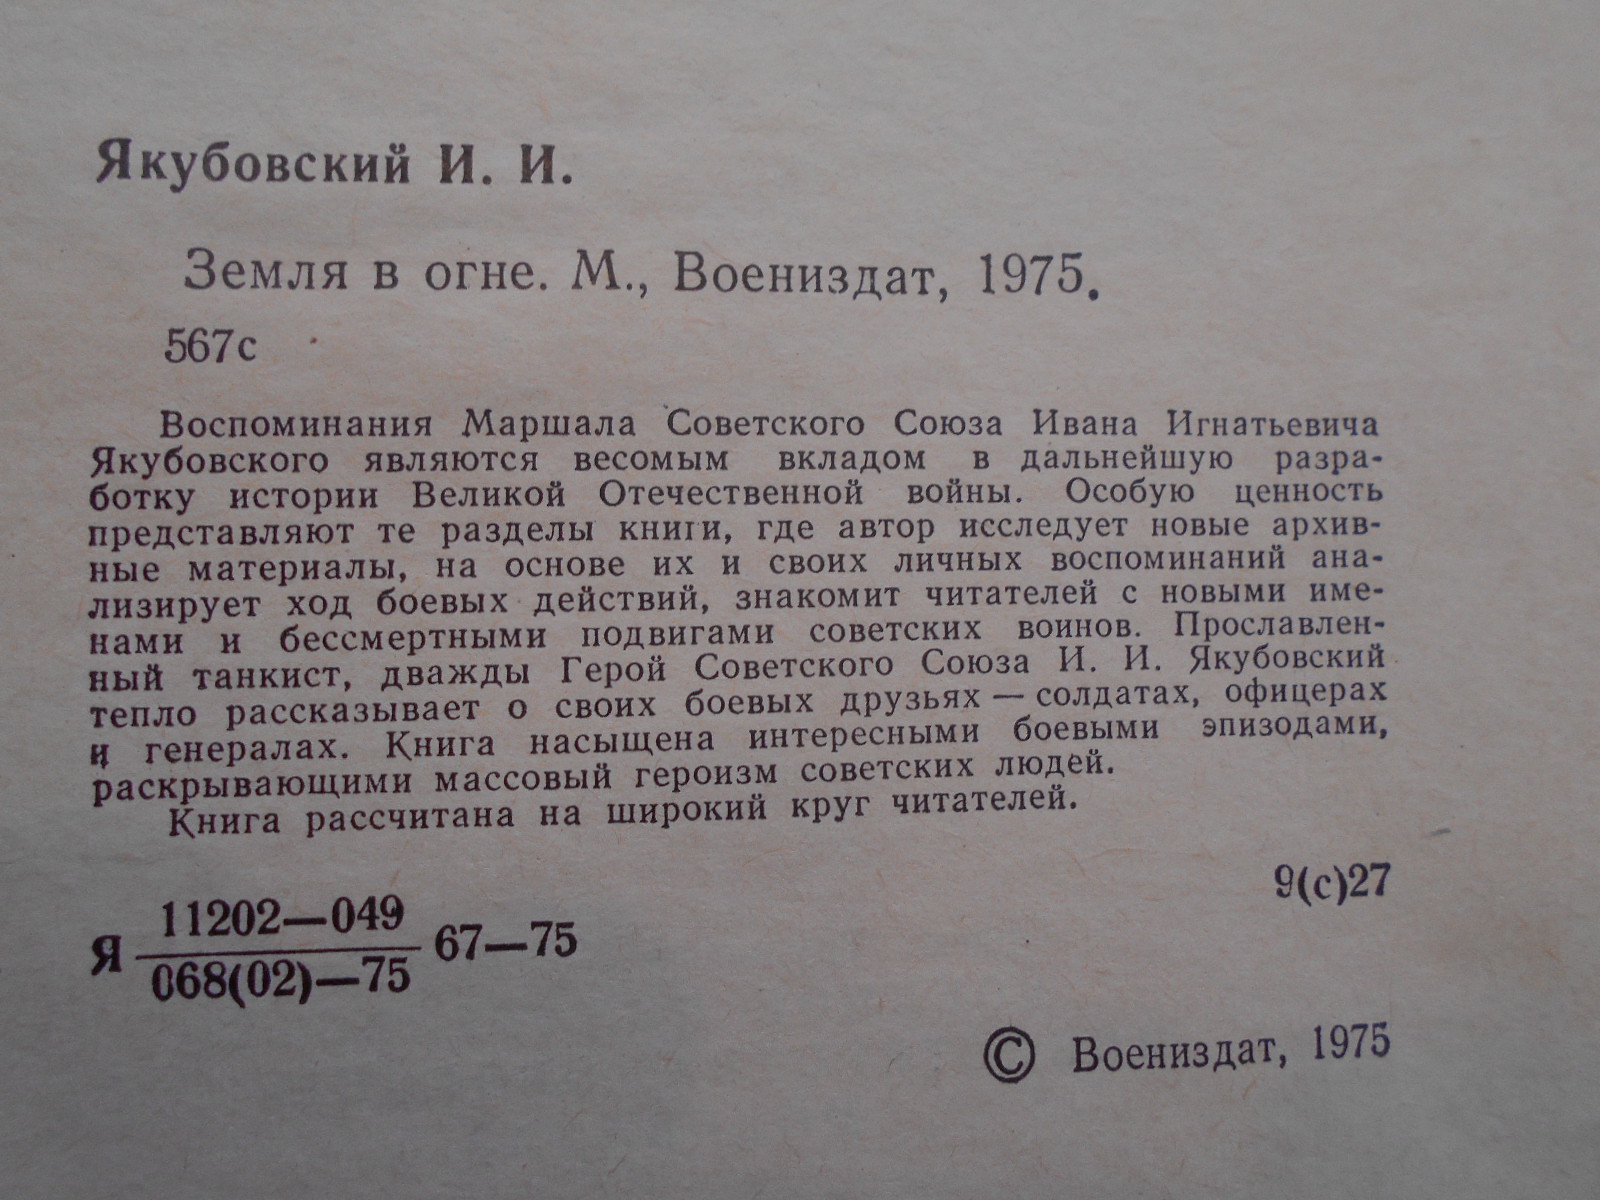 Якубовский И. И.
Земля в огне. М., Воениздат, 1975.
567с
Воспоминания Маршала Советского Союза Ивана Игнатьевича
Якубовского являются весомым вкладом в дальнейшую разра-
ботку истории Великой Отечественной войны. Особую ценность
представляют те разделы книги, где автор исследует новые архив-
ные материалы, на основе их и своих личных воспоминаний ана-
лизирует ход боевых действий, знакомит читателей с новыми име-
нами и бессмертными подвигами советских воинов. Прославлен-
ный танкист, дважды Герой Советского Союза И. И. Якубовский
тепло рассказывает о своих боевых друзьях — солдатах, офицерах
и генералах. Книга насыщена интересными боевыми эпизодами,
раскрывающими массовый героизм советских людей.
Книга рассчитана на широкий круг читателей.
9(с)27
11202—049
Я 67—75
068(02)—75
© Воениздат, 1975